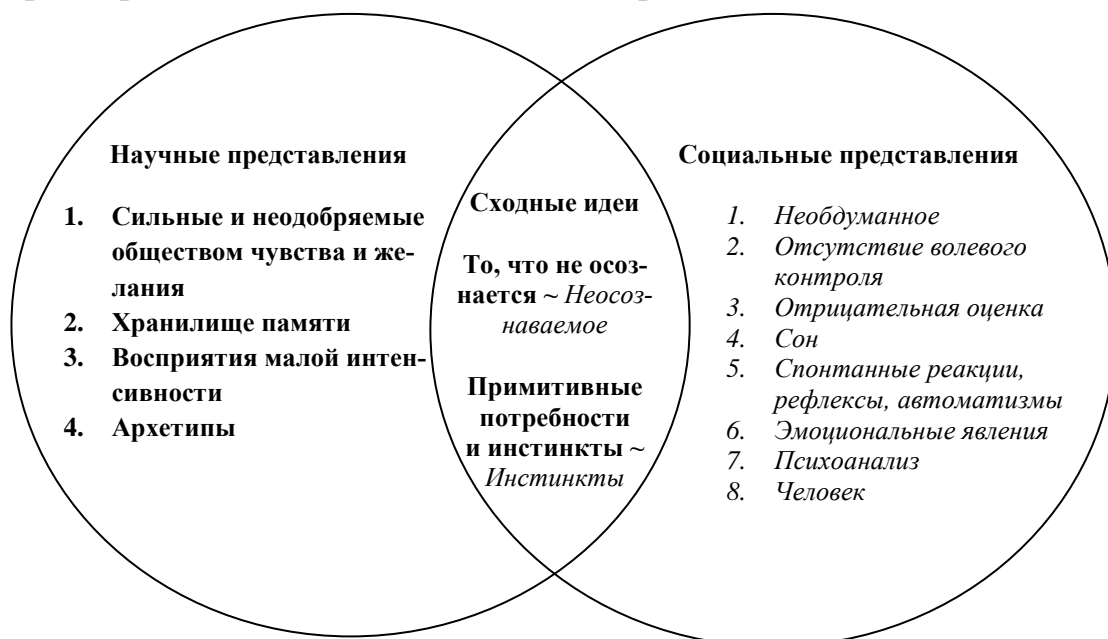 Научные представления
1. Сильные и неодобряемые
обществом чувства и же-
лания
2. Хранилище памяти
3. Восприятия малой интен-
сивности
4. Архетипы
Сходные идеи
То, что не осоз-
нается ~ Неосоз-
наваемое
Примитивные
потребности
и инстинкты ~
Инстинкты
Социальные представления
1. Необдуманное
2. Отсутствие волевого
контроля
3. Отрицательная оценка
4. Сон
5. Спонтанные реакции,
рефлексы, автоматизмы
6. Эмоциональные явления
7. Психоанализ
8. Человек